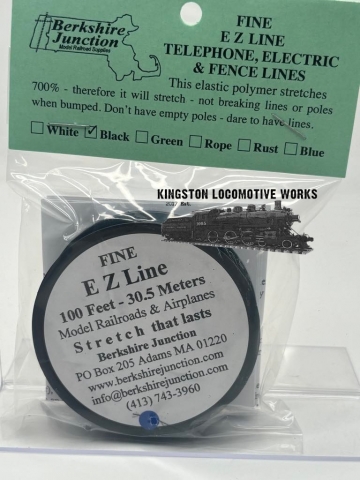 Berkshire
Junction
Model Railroad Supplies
FINE
E Z LINE
TELEPHONE, ELECTRIC
& FENCE LINES
This elastic polymer stretches
700% - therefore it will stretch - not breaking lines or poles
when bumped. Don't have empty poles - dare to have lines.
White Black Green Rope Rust Blue
KINGSTON LOCOMOTIVE WORKS
FINE
E Z Line
100 Feet - 30.5 Meters
Model Railroads & Airplanes
Stretch that lasts
Berkshire Junction
PO Box 205 Adams MA 01220
www.berkshirejunction.com
info@berkshirejunction.com
(413) 743-3960